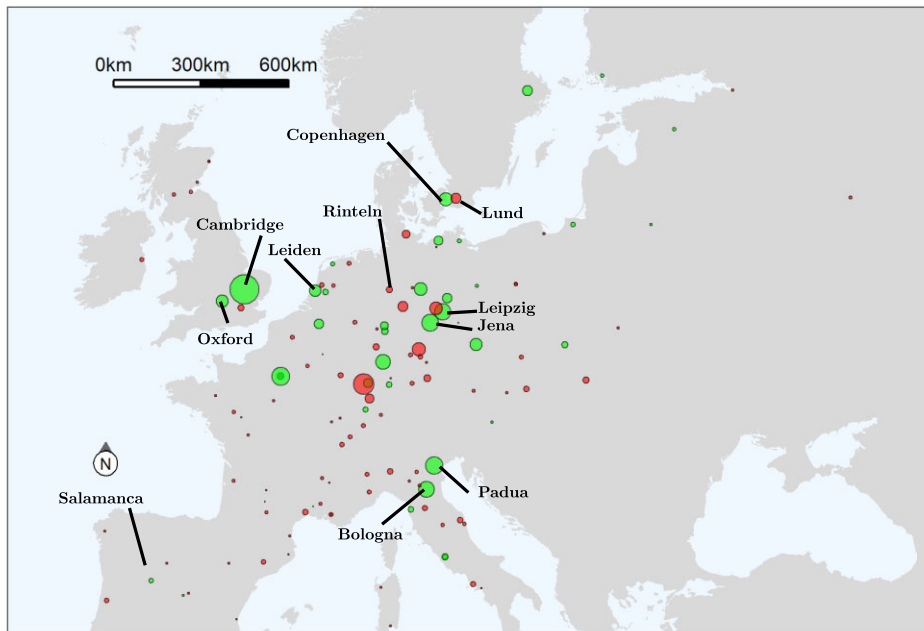 0km 300km 600km
Copenhagen
Rinteln
Lund
Cambridge
Leiden
Leipzig
Jena
Oxford
N
Salamanca
Padua
Bologna